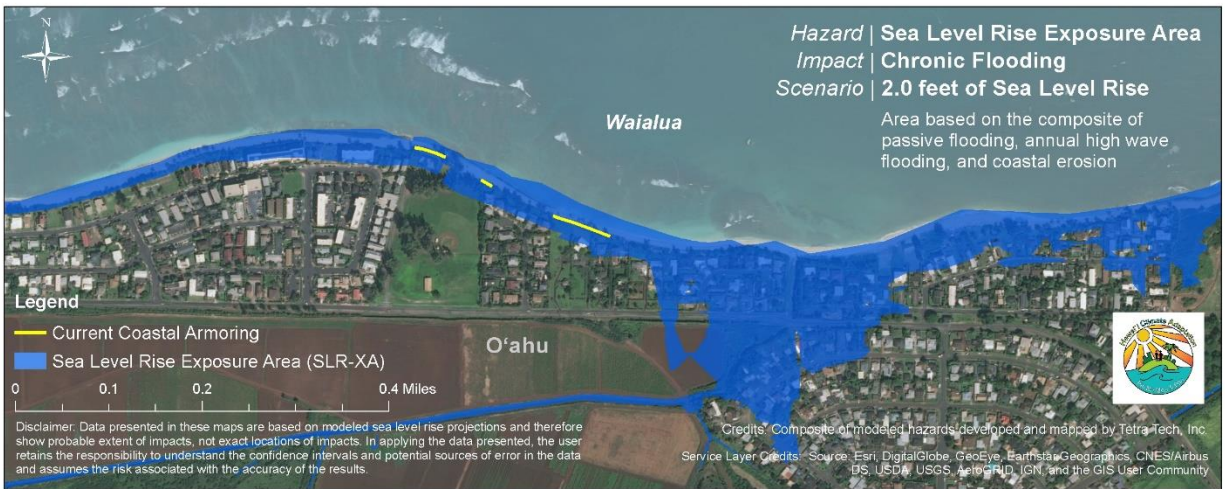 N
Hazard | Sea Level Rise Exposure Area
Impact | Chronic Flooding
Scenario | 2.0 feet of Sea Level Rise
Area based on the composite of
passive flooding, annual high wave
flooding, and coastal erosion
Waialua
Legend
Current Coastal Armoring
Sea Level Rise Exposure Area (SLR-XA)
0 0.1 0.2 0.4 Miles
Oʻahu
Disclaimer: Data presented in these maps are based on modeled sea level rise projections and therefore
show probable extent of impacts, not exact locations of impacts. In applying the data presented, the user
retains the responsibility to understand the confidence intervals and potential sources of error in the data
and assumes the risk associated with the accuracy of the results.
Hawaiʻi Climate Adaptation
Credits: Composite of modeled hazards developed and mapped by Tetra Tech, Inc.
Service Layer Credits: Source: Esri, DigitalGlobe, GeoEye, Earthstar Geographics, CNES/Airbus
DS, USDA, USGS, AeroGRID, IGN, and the GIS User Community